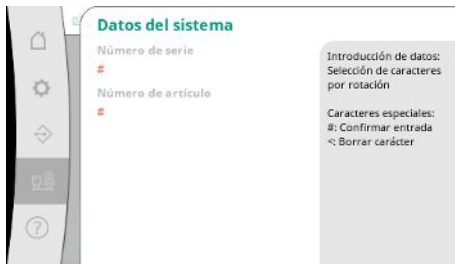 Datos del sistema
Número de serie
#
Número de artículo
#
Introducción de datos:
Selección de caracteres
por rotación
Caracteres especiales:
#: Confirmar entrada
<: Borrar carácter
?